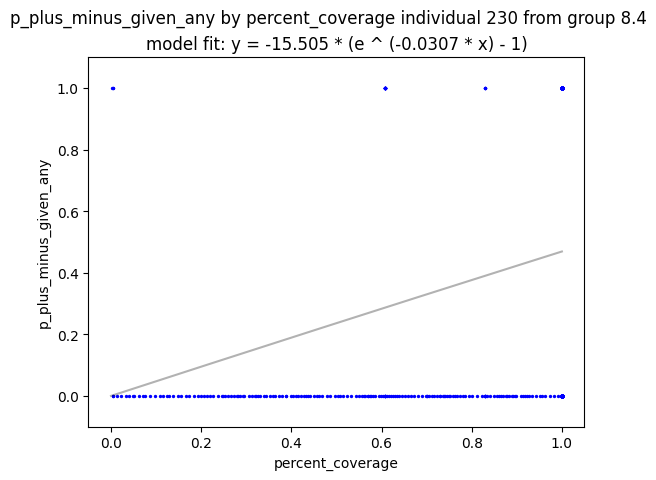 p_plus_minus_given_any by percent_coverage individual 230 from group 8.4
model fit: y = -15.505 * (e ^ (-0.0307 * x) - 1)
1.0
0.8
0.6
0.4
0.2
0.0
p_plus_minus_given_any
0.0 0.2 0.4 0.6 0.8 1.0
percent_coverage